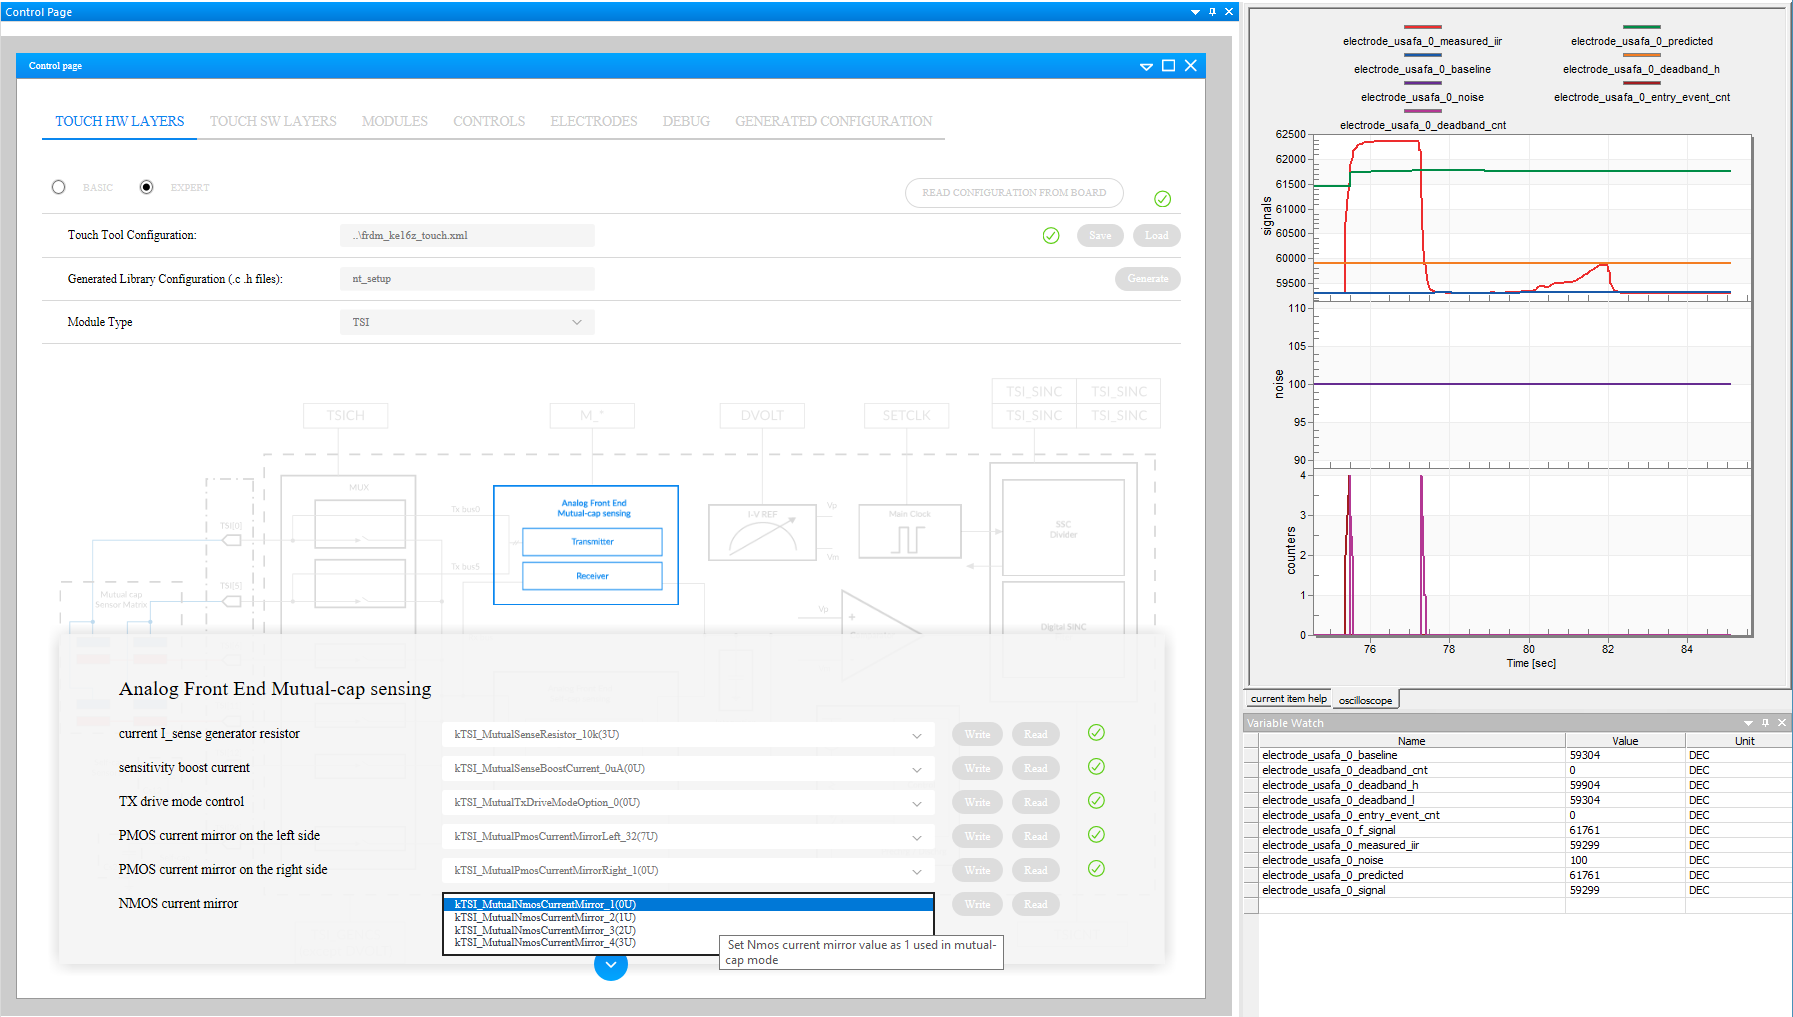 Control Page
Control page
TOUCH HW LAYERS TOUCH SW LAYERS MODULES CONTROLS ELECTRODES DEBUG GENERATED CONFIGURATION
BASIC EXPERT READ CONFIGURATION FROM BOARD
Touch Tool Configuration: ..\frdm_ke16z_touch.xml Save Load
Generated Library Configuration (.c .h files): nt_setup Generate
Module Type TSI
TSI_SINC TSI_SINC
TSICH M_* DVOLT SETCLK TSI_SINC TSI_SINC
MUX
Analog Front End
Mutual-cap sensing
Transmitter
Receiver
Tx bus0
Tx bus5
TSI[0]
TSI[5]
Mutual cap
Sensor Matrix
I-V REF
Vp
Vm
Main Clock
SSC
Divider
Vp
Digital SINC
Analog Front End Mutual-cap sensing
current I_sense generator resistor kTSI_MutualSenseResistor_10k(3U) Write Read
sensitivity boost current kTSI_MutualSenseBoostCurrent_0uA(0U) Write Read
TX drive mode control kTSI_MutualTxDriveModeOption_0(0U) Write Read
PMOS current mirror on the left side kTSI_MutualPmosCurrentMirrorLeft_32(7U) Write Read
PMOS current mirror on the right side kTSI_MutualPmosCurrentMirrorRight_1(0U) Write Read
NMOS current mirror kTSI_MutualNmosCurrentMirror_1(0U) Write Read
kTSI_MutualNmosCurrentMirror_2(1U)
kTSI_MutualNmosCurrentMirror_3(2U)
kTSI_MutualNmosCurrentMirror_4(3U)
Set Nmos current mirror value as 1 used in mutual-
cap mode
electrode_usafa_0_measured_iir electrode_usafa_0_predicted
electrode_usafa_0_baseline electrode_usafa_0_deadband_h
electrode_usafa_0_noise electrode_usafa_0_entry_event_cnt
electrode_usafa_0_deadband_cnt
62500
62000
61500
61000
60500
60000
59500
signals
110
105
100
95
90
noise
4
3
2
1
0
counters
76 78 80 82 84
Time [sec]
current item help oscilloscope
Variable Watch
Name Value Unit
electrode_usafa_0_baseline 59304 DEC
electrode_usafa_0_deadband_cnt 0 DEC
electrode_usafa_0_deadband_h 59904 DEC
electrode_usafa_0_deadband_l 59304 DEC
electrode_usafa_0_entry_event_cnt 0 DEC
electrode_usafa_0_f_signal 61761 DEC
electrode_usafa_0_measured_iir 59299 DEC
electrode_usafa_0_noise 100 DEC
electrode_usafa_0_predicted 61761 DEC
electrode_usafa_0_signal 59299 DEC